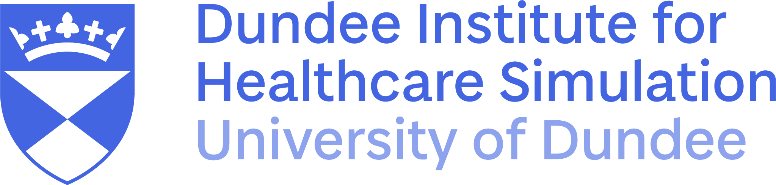 Dundee Institute for
Healthcare Simulation
University of Dundee